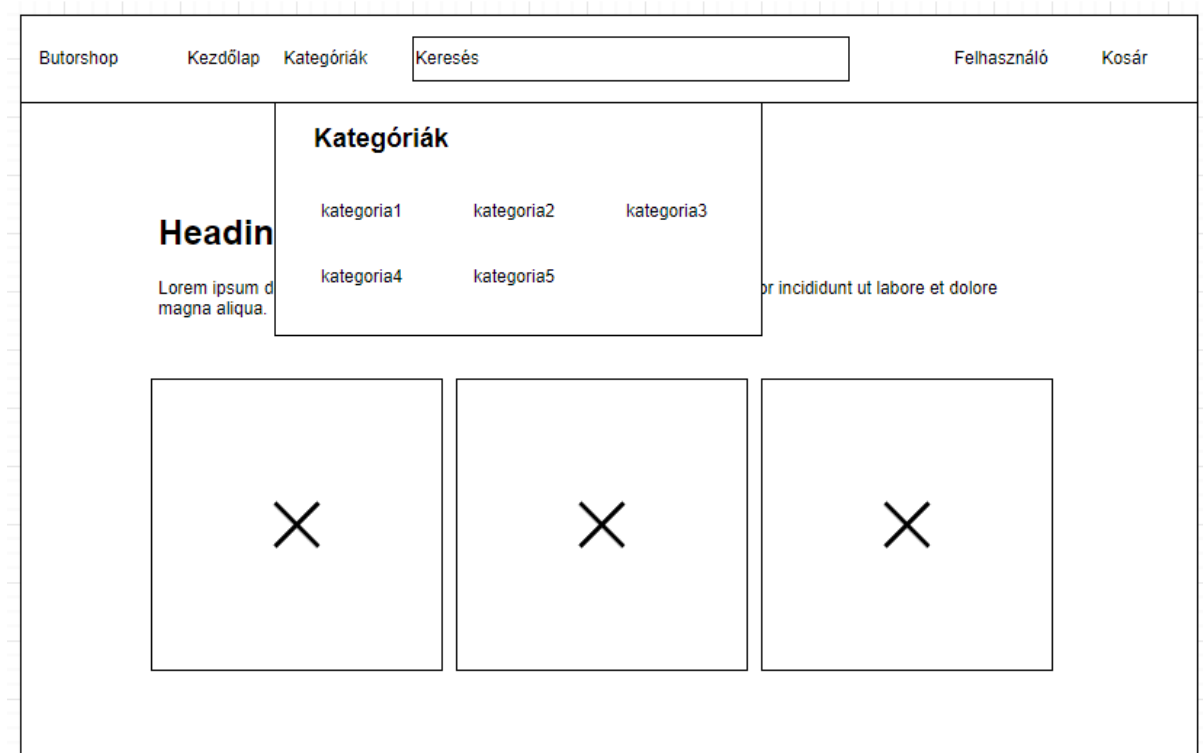 Butorshop Kezdőlap Kategóriák Keresés Felhasználó Kosár
Kategóriák
kategoria1 kategoria2 kategoria3
kategoria4 kategoria5
Headin
Lorem ipsum d
or incididunt ut labore et dolore
magna aliqua.